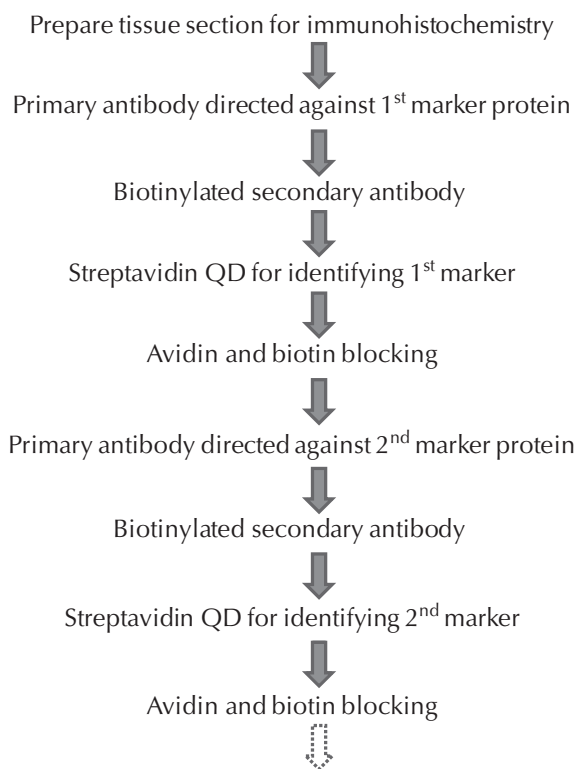 Prepare tissue section for immunohistochemistry
Primary antibody directed against 1st marker protein
Biotinylated secondary antibody
Streptavidin QD for identifying 1st marker
Avidin and biotin blocking
Primary antibody directed against 2nd marker protein
Biotinylated secondary antibody
Streptavidin QD for identifying 2nd marker
Avidin and biotin blocking